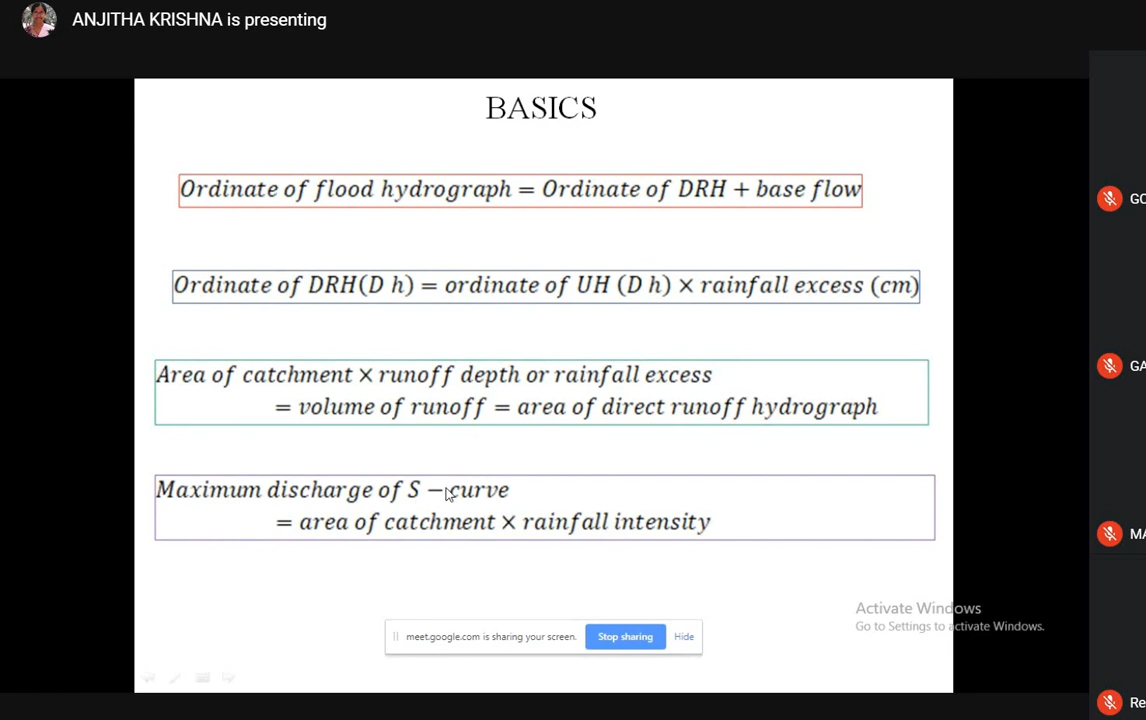 ANJITHA KRISHNA is presenting
BASICS
Ordinate of flood hydrograph = Ordinate of DRH + base flow
Ordinate of DRH(D h) = ordinate of UH (D h) × rainfall excess (cm)
Area of catchment × runoff depth or rainfall excess
= volume of runoff = area of direct runoff hydrograph
Maximum discharge of S − curve
= area of catchment × rainfall intensity
GO
GA
MA
Re
Activate Windows
Go to Settings to activate Windows.
meet.google.com is sharing your screen.
Stop sharing
Hide